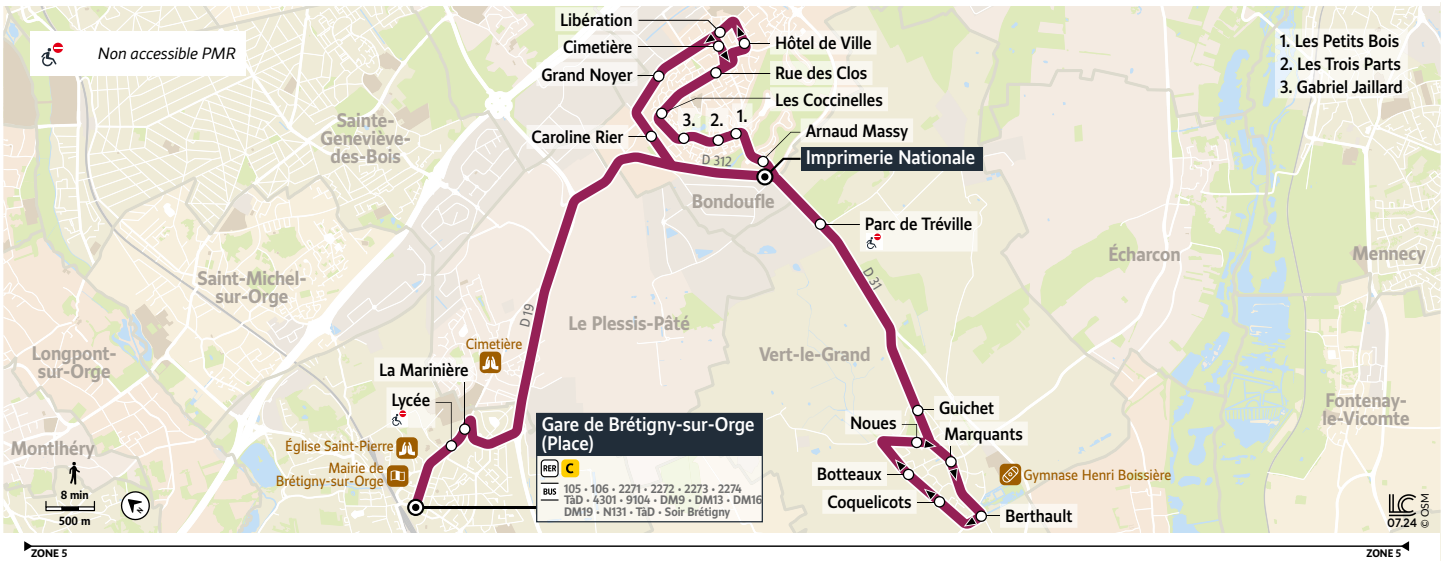 Non accessible PMR
Libération
Cimetière
Grand Noyer
Caroline Rier
Hôtel de Ville
Rue des Clos
Les Coccinelles
3.
2.
1.
Arnaud Massy
Imprimerie Nationale
D 312
1. Les Petits Bois
2. Les Trois Parts
3. Gabriel Jaillard
Sainte-
Geneviève-
des-Bois
Bondoufle
Parc de Tréville
Écharcon
Mennecy
Saint-Michel-
sur-Orge
D 19
D 31
Le Plessis-Pâté
Vert-le-Grand
Longpont-
sur-Orge
Cimetière
La Marinière
Lycée
Église Saint-Pierre
Mairie de
Brétigny-sur-Orge
Montlhéry
Gare de Brétigny-sur-Orge
(Place)
RER C
BUS
105 • 106 • 2271 • 2272 • 2273 • 2274
TàD • 4301 • 9104 • DM9 • DM13 • DM16
DM19 • N131 • TàD • Soir Brétigny
Guichet
Noues
Marquants
Botteaux
Coquelicots
Berthault
Gymnase Henri Boissière
Fontenay-
le-Vicomte
8 min
500 m
LC
07.24
© OSM
ZONE 5
ZONE 5